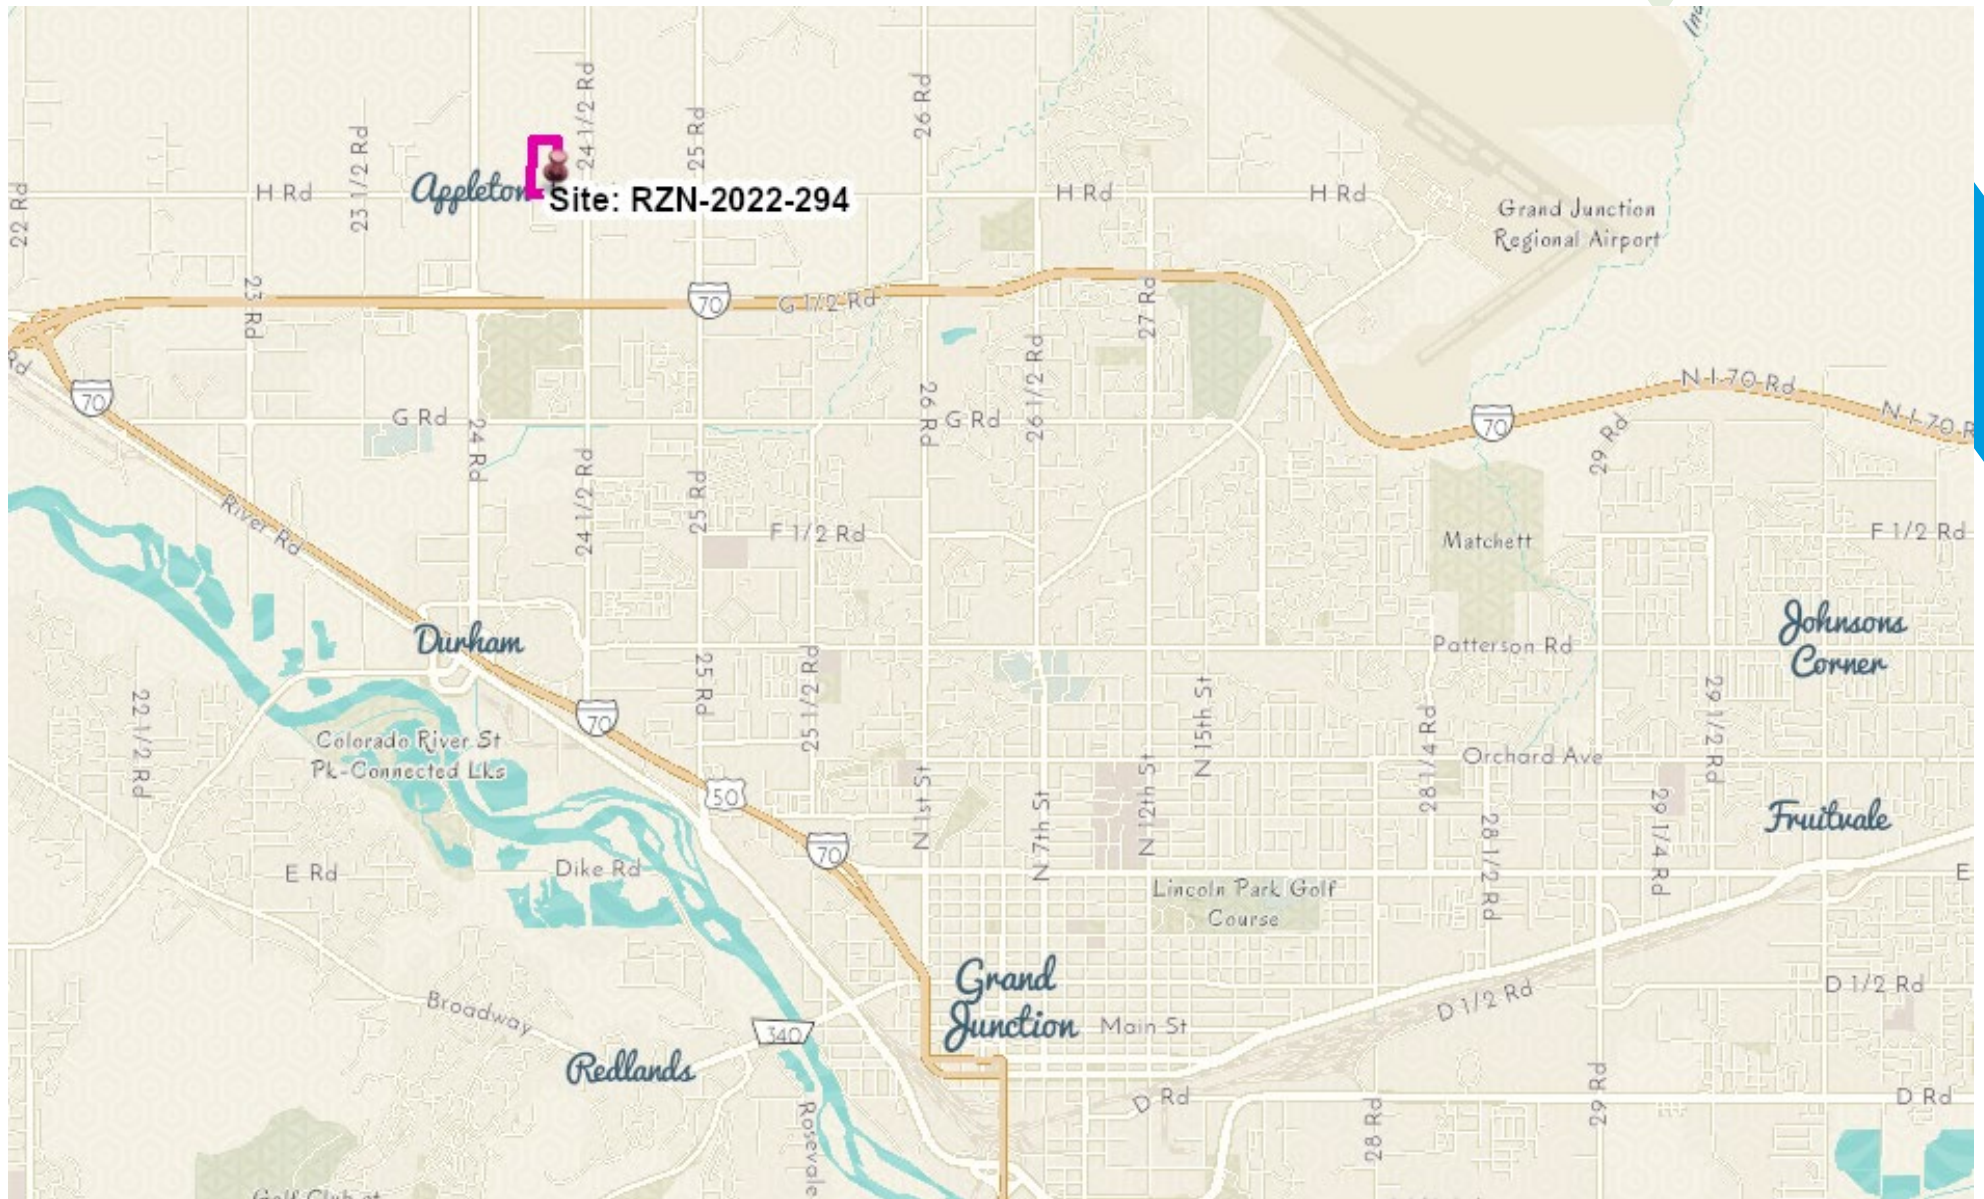 Ind
26 Rd
24 1/2 Rd
25 Rd
23 1/2 Rd
22 Rd
Appleton
H Rd
Site: RZN-2022-294
H Rd
H Rd
Grand Junction
Regional Airport
23 Rd
70
G 1/2 Rd
27 Rd
26 1/2 Rd
Rd
70
G Rd
24 Rd
26 Rd
G Rd
70
29 Rd
N I-70 Rd
N I-70 R
24 1/2 Rd
25 Rd
River Rd
F 1/2 Rd
Matchett
F 1/2 Rd
Durham
Patterson Rd
Johnsons
Corner
22 1/2 Rd
25 Rd
25 1/2 Rd
N 15th St
28 1/4 Rd
29 1/2 Rd
70
Colorado River St
Pk-Connected Lks
Orchard Ave
50
N 1st St
N 7th St
N 12th St
28 1/2 Rd
29 1/4 Rd
Fruitvale
70
E Rd
Dike Rd
Lincoln Park Golf
Course
E
Grand
Junction
Broadway
340
Main St
D 1/2 Rd
D 1/2 Rd
Redlands
Rosevale
D Rd
28 Rd
29 Rd
D Rd
Golf Club at